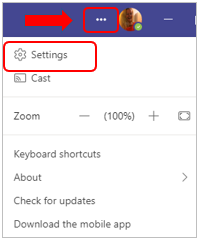 Settings
Cast
Zoom — (100%) +
Keyboard shortcuts
About
Check for updates
Download the mobile app